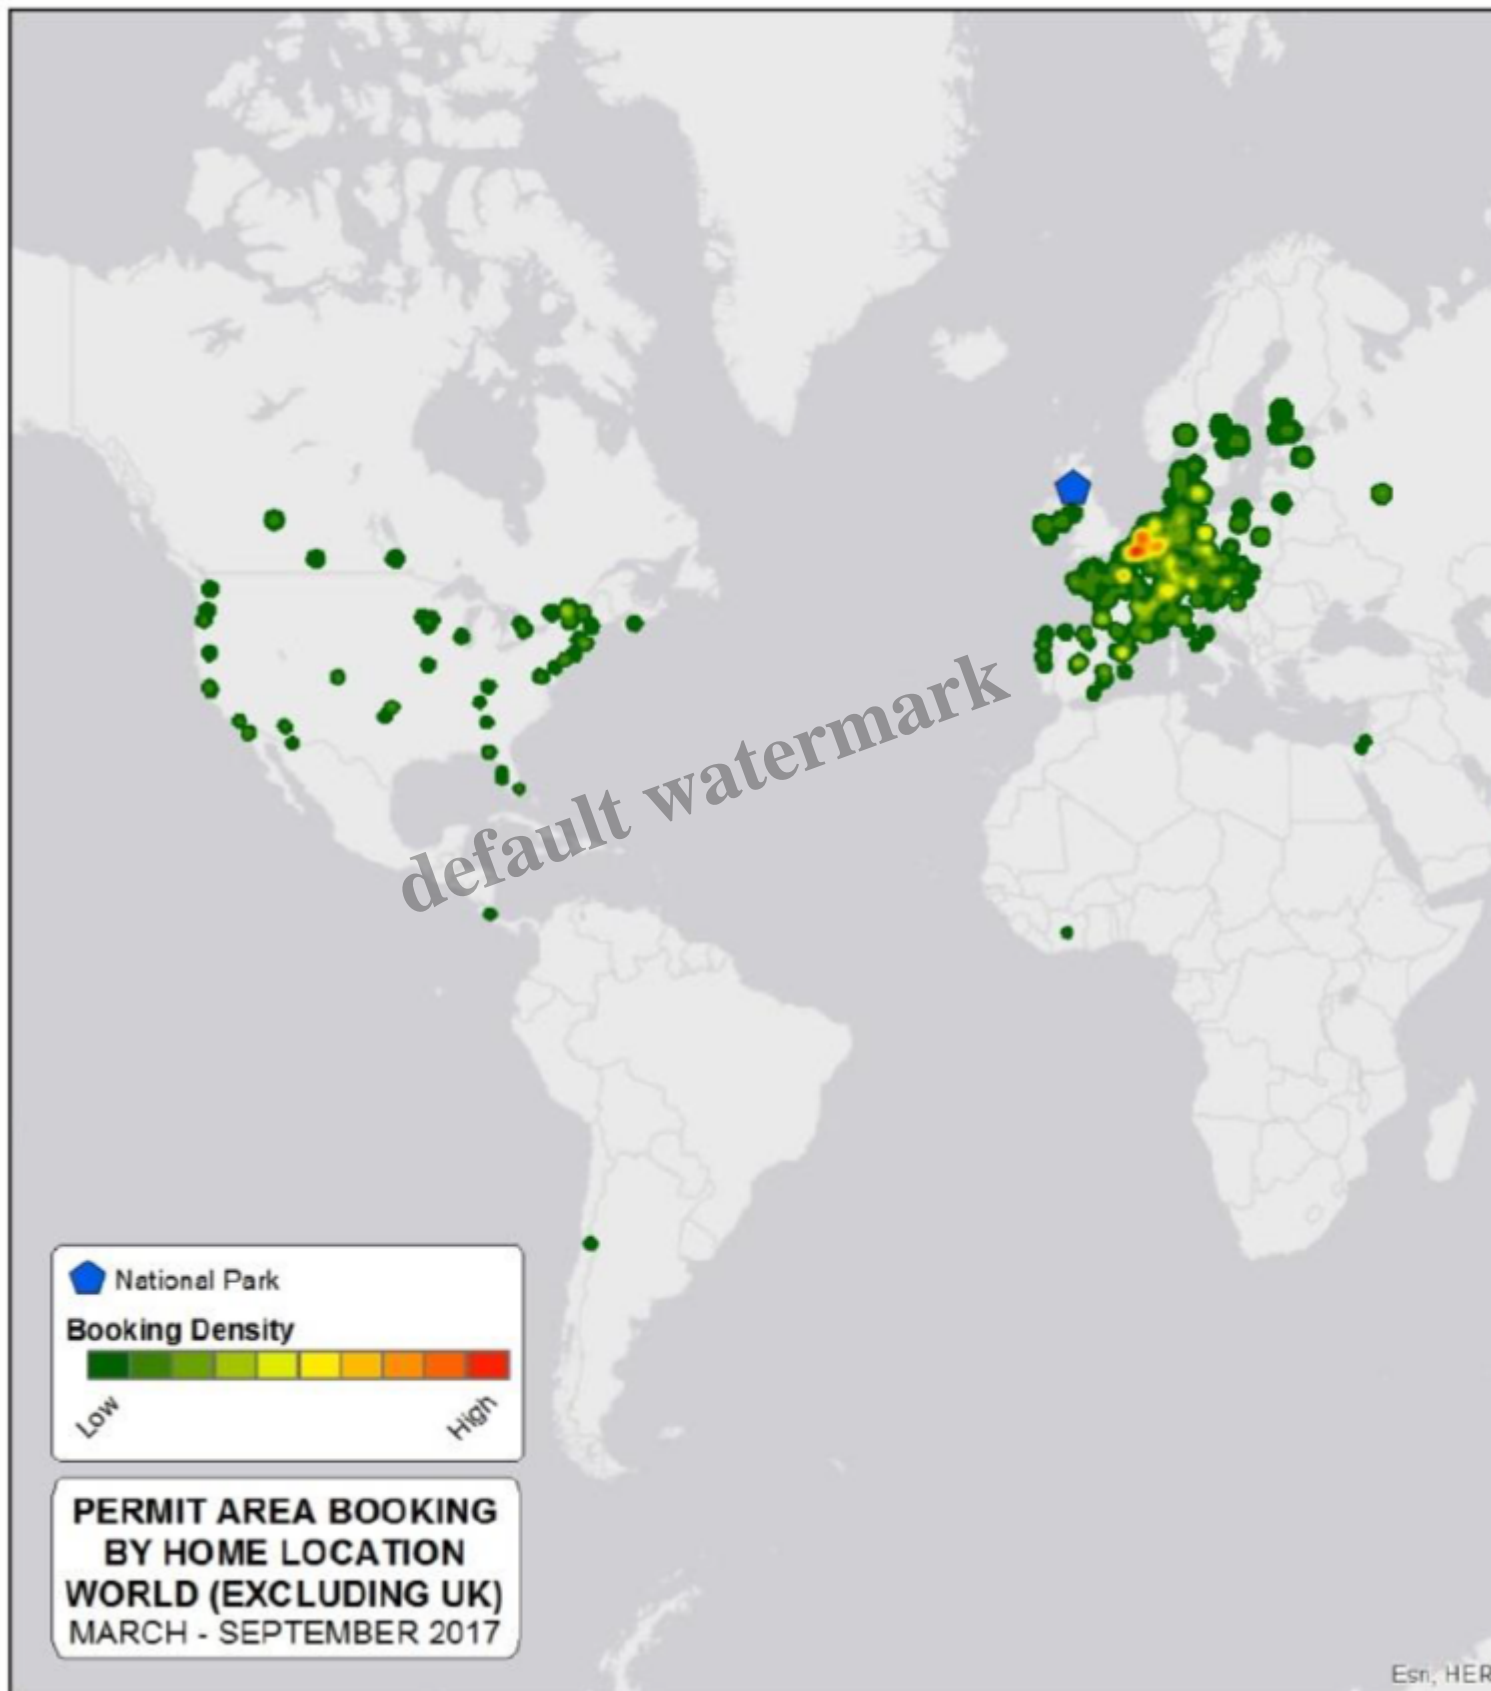 default watermark
National Park
Booking Density
Low
High
PERMIT AREA BOOKING
BY HOME LOCATION
WORLD (EXCLUDING UK)
MARCH - SEPTEMBER 2017
Esri, HER